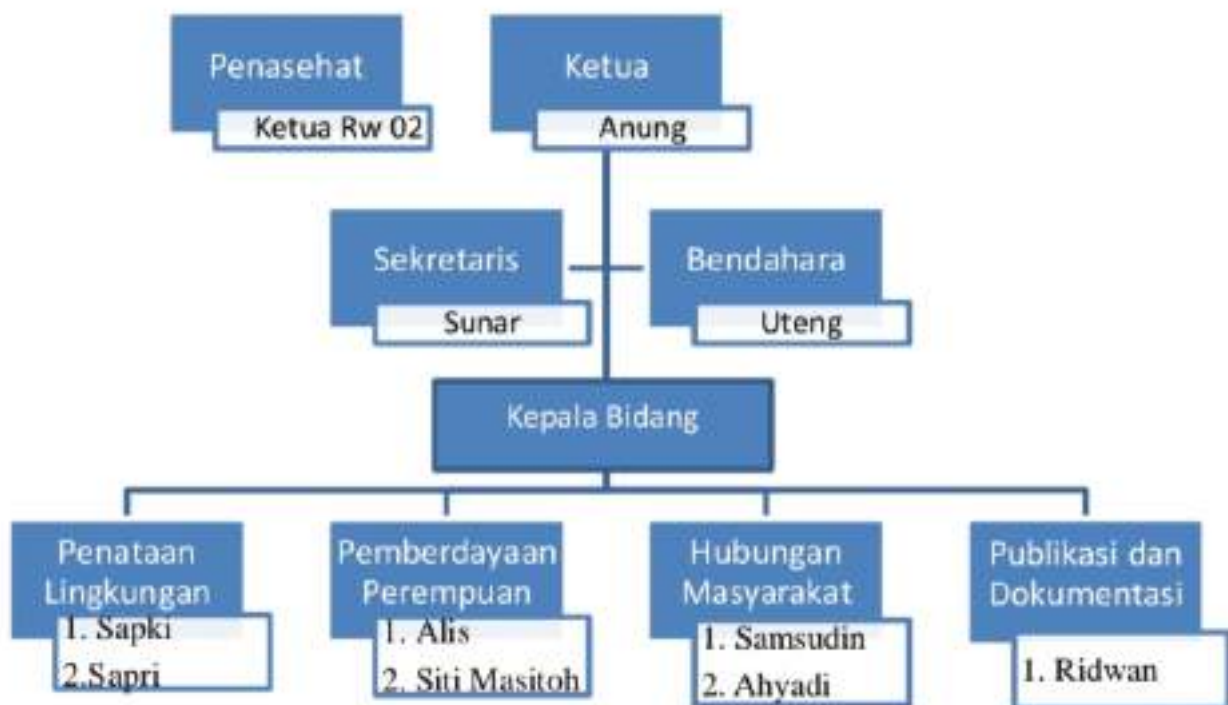 Penasehat
Ketua Rw 02
Ketua
Anung
Sekretaris
Sunar
Bendahara
Uteng
Kepala Bidang
Penataan
Lingkungan
1. Sapki
2.Sapri
Pemberdayaan
Perempuan
1. Alis
2. Siti Masitoh
Hubungan
Masyarakat
1. Samsudin
2. Ahyadi
Publikasi dan
Dokumentasi
1. Ridwan